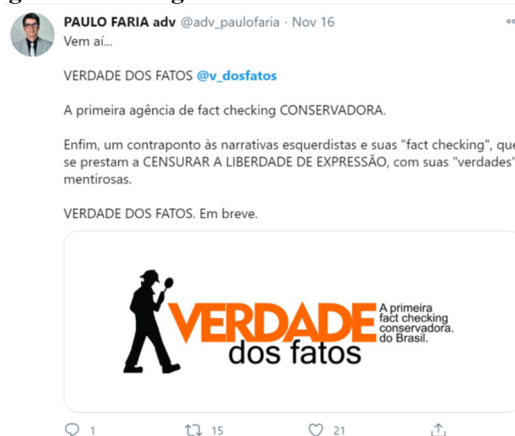 PAULO FARIA adv @adv_paulofaria · Nov 16
Vem aí...
VERDADE DOS FATOS @v_dosfatos
A primeira agência de fact checking CONSERVADORA.
Enfim, um contraponto às narrativas esquerdistas e suas "fact checking", que
se prestam a CENSURAR A LIBERDADE DE EXPRESSÃO, com suas "verdades"
mentirosas.
VERDADE DOS FATOS. Em breve.
VERDADE
dos fatos
A primeira
fact checking
conservadora.
do Brasil.
1 15 21